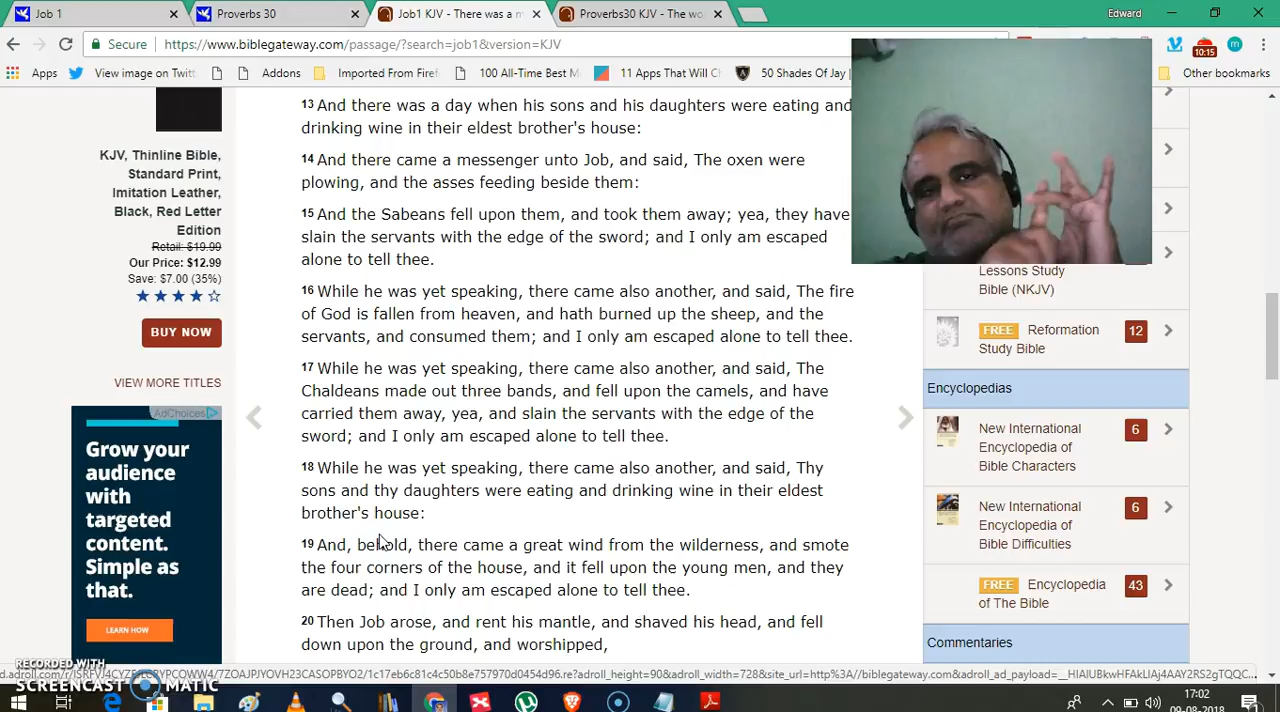 Job 1
Proverbs 30
Job1 KJV - There was a m
Proverbs30 KJV - The wo
Edward
Secure
https://www.biblegateway.com/passage/?search=job1&version=KJV
10:15
m
Apps
View image on Twitt
Addons
Imported From Firef
100 All-Time Best M
11 Apps That Will C
50 Shades Of Jay
Other bookmarks
KJV, Thinline Bible,
Standard Print,
Imitation Leather,
Black, Red Letter
Edition
Retail: $19.99
Our Price: $12.99
Save: $7.00 (35%)
BUY NOW
VIEW MORE TITLES
AdChoices
Grow your
audience
with
targeted
content.
Simple as
that.
LEARN HOW
13 And there was a day when his sons and his daughters were eating and
drinking wine in their eldest brother's house:
14 And there came a messenger unto Job, and said, The oxen were
plowing, and the asses feeding beside them:
15 And the Sabeans fell upon them, and took them away; yea, they have
slain the servants with the edge of the sword; and I only am escaped
alone to tell thee.
16 While he was yet speaking, there came also another, and said, The fire
of God is fallen from heaven, and hath burned up the sheep, and the
servants, and consumed them; and I only am escaped alone to tell thee.
17 While he was yet speaking, there came also another, and said, The
Chaldeans made out three bands, and fell upon the camels, and have
carried them away, yea, and slain the servants with the edge of the
sword; and I only am escaped alone to tell thee.
18 While he was yet speaking, there came also another, and said, Thy
sons and thy daughters were eating and drinking wine in their eldest
brother's house:
19 And, behold, there came a great wind from the wilderness, and smote
the four corners of the house, and it fell upon the young men, and they
are dead; and I only am escaped alone to tell thee.
20 Then Job arose, and rent his mantle, and shaved his head, and fell
down upon the ground, and worshipped,
Lessons Study
Bible (NKJV)
FREE Reformation
Study Bible
12
Encyclopedias
New International
Encyclopedia of
Bible Characters
6
New International
Encyclopedia of
Bible Difficulties
6
FREE Encyclopedia
of The Bible
43
Commentaries
RECORDED WITH
SCREENCAST MATIC
17:02
09-08-2018